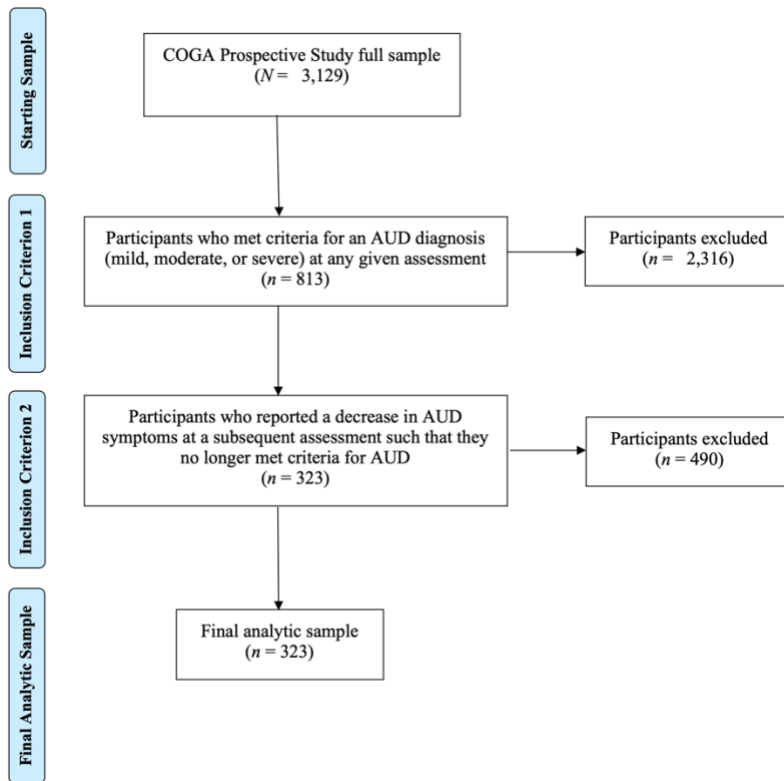 Starting Sample
COGA Prospective Study full sample
(N = 3,129)
Inclusion Criterion 1
Participants who met criteria for an AUD diagnosis
(mild, moderate, or severe) at any given assessment
(n = 813)
Participants excluded
(n = 2,316)
Inclusion Criterion 2
Participants who reported a decrease in AUD
symptoms at a subsequent assessment such that they
no longer met criteria for AUD
(n = 323)
Participants excluded
(n = 490)
Final Analytic Sample
Final analytic sample
(n = 323)